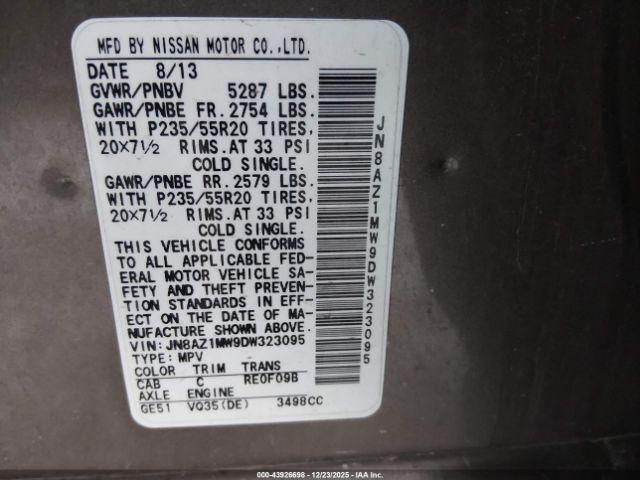 MFD BY NISSAN MOTOR CO.,LTD.
DATE 8/13
GVWR/PNBV 5287 LBS.
GAWR/PNBE FR. 2754 LBS.
WITH P235/55R20 TIRES,
20×7½ RIMS.AT 33 PSI
COLD SINGLE.
GAWR/PNBE RR. 2579 LBS.
WITH P235/55R20 TIRES,
20×7½ RIMS.AT 33 PSI
COLD SINGLE.
THIS VEHICLE CONFORMS
TO ALL APPLICABLE FED-
ERAL MOTOR VEHICLE SA-
FETY AND THEFT PREVEN-
TION STANDARDS IN EFF-
ECT ON THE DATE OF MA-
NUFACTURE SHOWN ABOVE.
VIN: JN8AZ1MW9DW323095
TYPE: MPV
COLOR TRIM TRANS
CAB C RE0F09B
AXLE ENGINE
GE51 VQ35(DE) 3498CC
JN8AZ1MW9DW323095
000-43926698 - 12/23/2025 - IAAI.COM